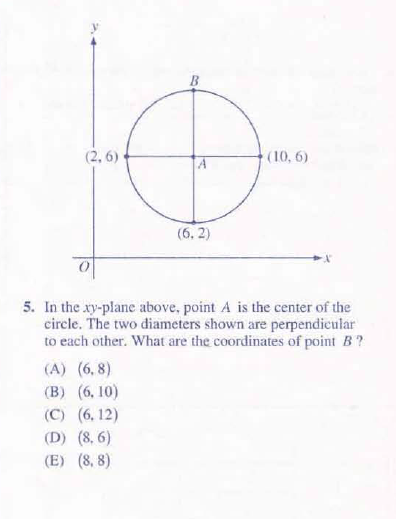 y
B
(2, 6)
A
(10, 6)
(6, 2)
O
x
5. In the xy-plane above, point A is the center of the
circle. The two diameters shown are perpendicular
to each other. What are the coordinates of point B ?
(A) (6, 8)
(B) (6, 10)
(C) (6, 12)
(D) (8, 6)
(E) (8, 8)